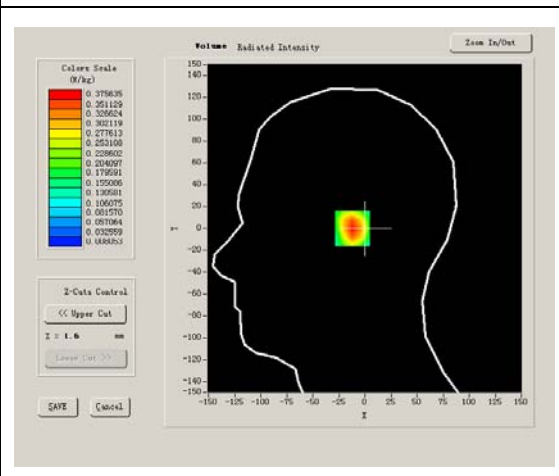 Volume Radiated Intensity
Zoom In/Out
Colors Scale
(W/kg)
0.375635
0.351129
0.326624
0.302119
0.277613
0.253108
0.228602
0.204097
0.179591
0.155086
0.130581
0.106075
0.081570
0.057064
0.032559
0.008053
150
140
120
100
80
60
40
20
0
-20
-40
-60
-80
-100
-120
-140
-150
Y
-150 -125 -100 -75 -50 -25 0 25 50 75 100 125 150
X
Z-Cuts Control
<< Upper Cut
Z = 1.6 mm
Lower Cut >>
SAVE
Cancel